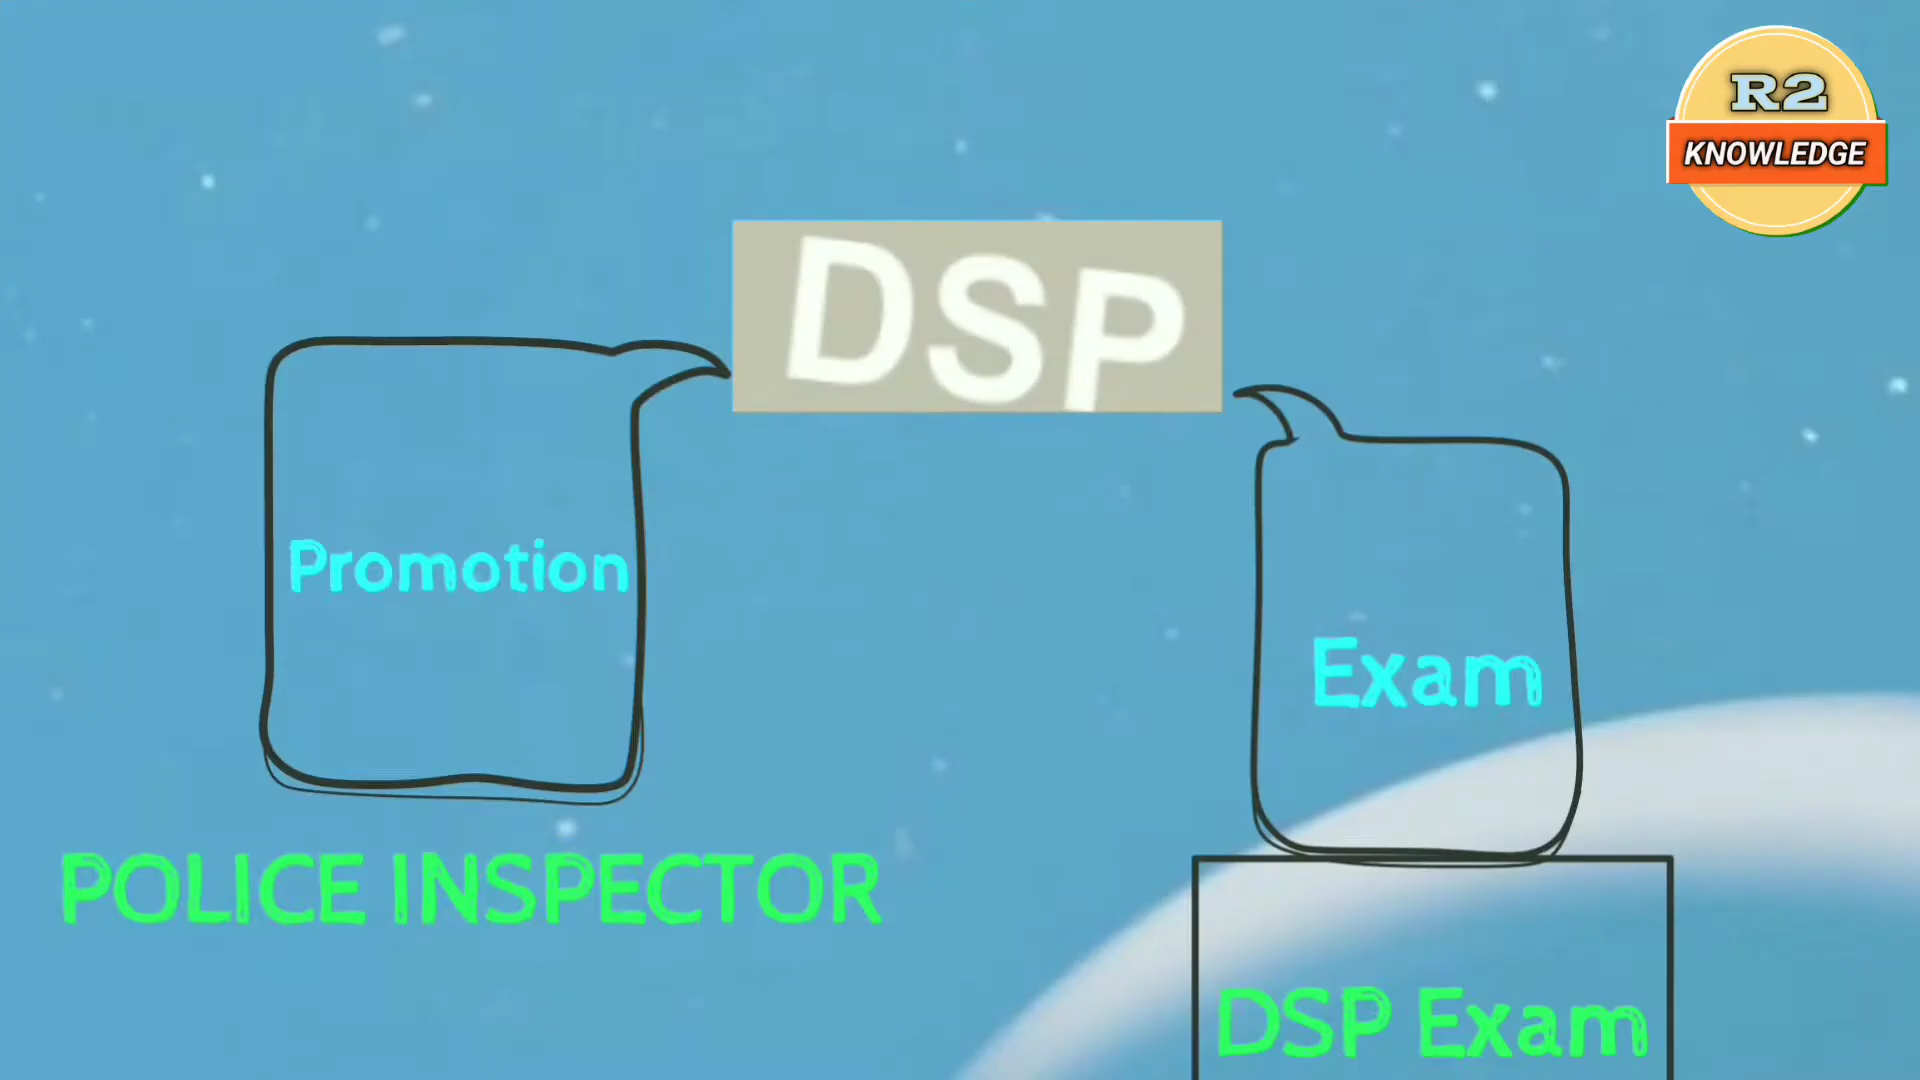 R2
KNOWLEDGE
DSP
Promotion
Exam
POLICE INSPECTOR
DSP Exam